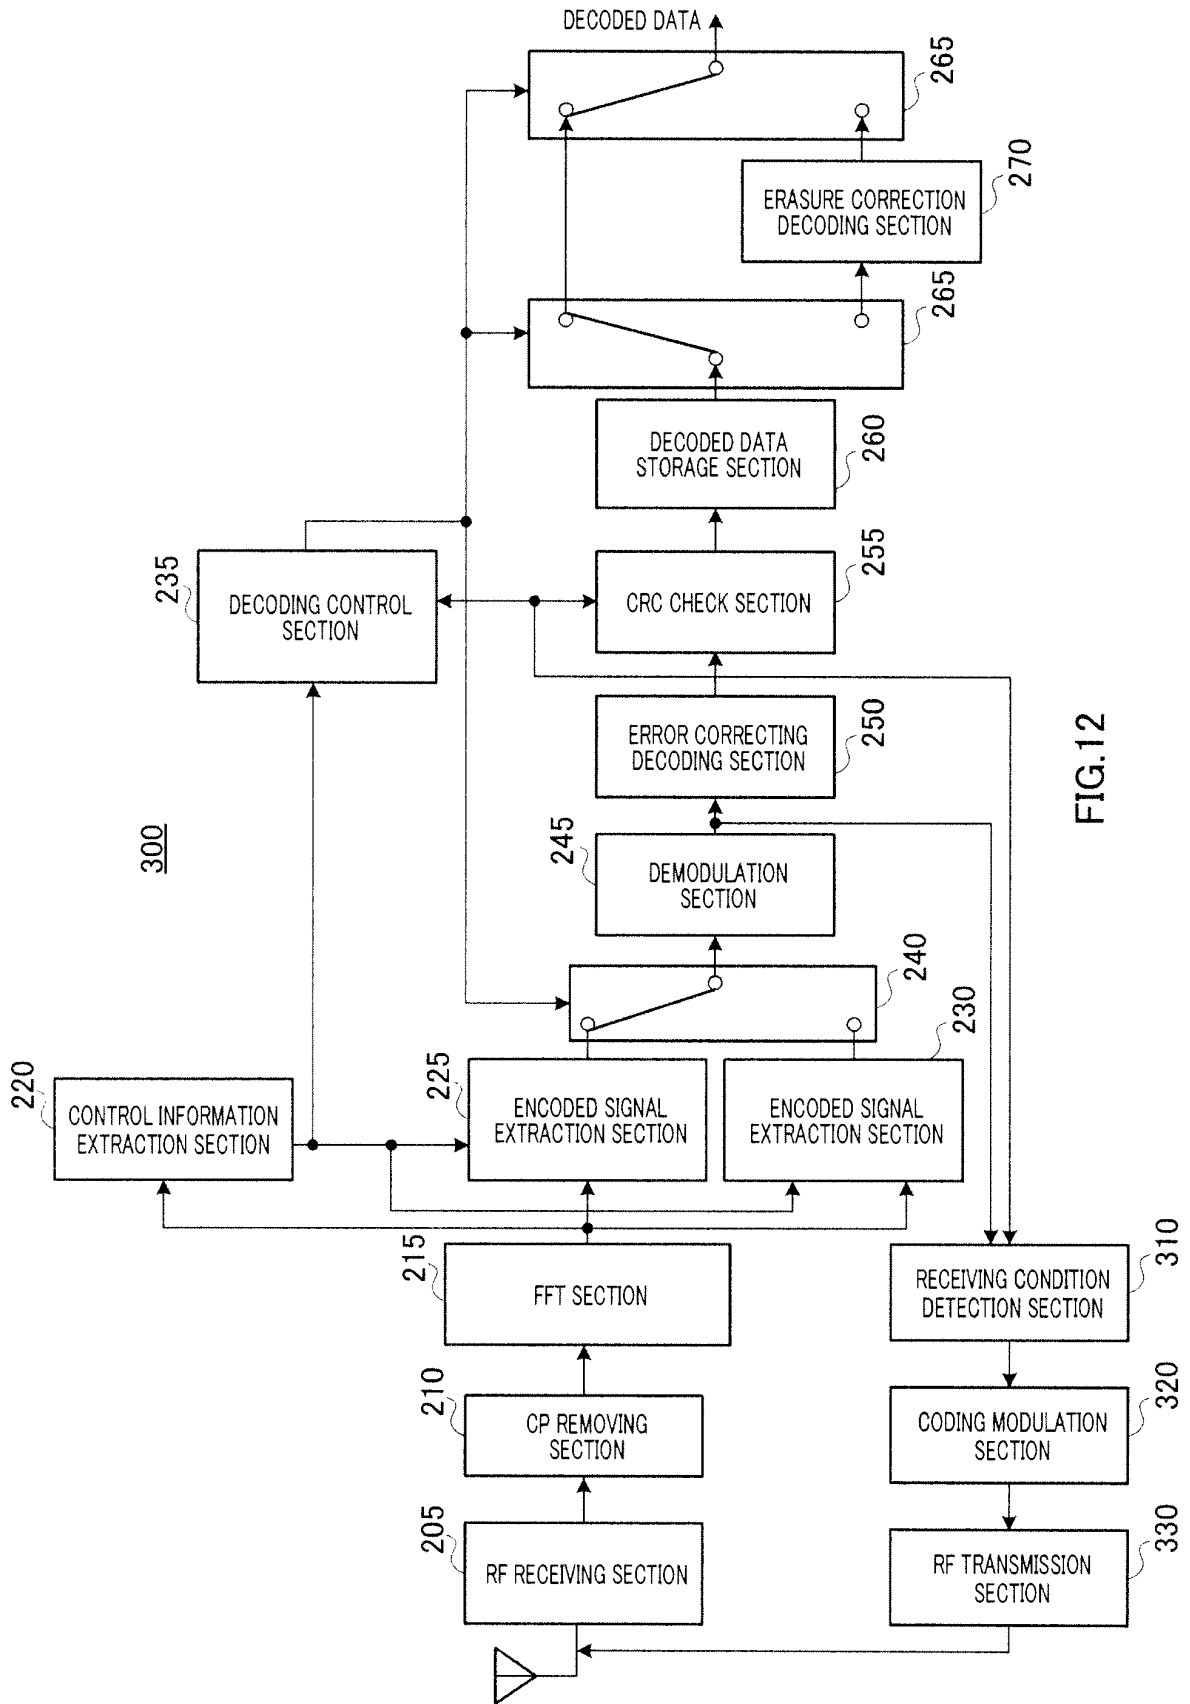 DECODED DATA
265
ERASURE CORRECTION
DECODING SECTION
270
265
DECODED DATA
STORAGE SECTION
260
235
DECODING CONTROL
SECTION
CRC CHECK SECTION
255
ERROR CORRECTING
DECODING SECTION
250
300
245
DEMODULATION
SECTION
240
220
CONTROL INFORMATION
EXTRACTION SECTION
225
ENCODED SIGNAL
EXTRACTION SECTION
230
ENCODED SIGNAL
EXTRACTION SECTION
215
FFT SECTION
210
CP REMOVING
SECTION
205
RF RECEIVING SECTION
RECEIVING CONDITION
DETECTION SECTION
310
CODING MODULATION
SECTION
320
RF TRANSMISSION
SECTION
330
FIG.12